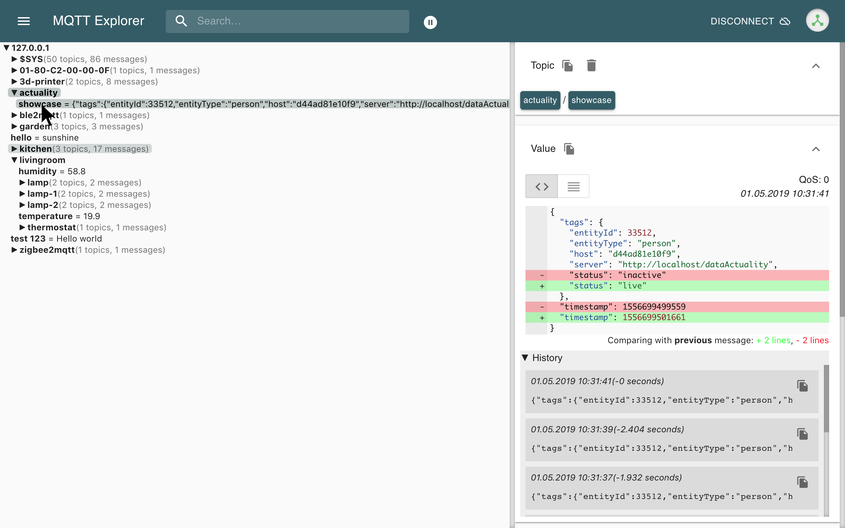 MQTT Explorer
Search...
DISCONNECT
▼ 127.0.0.1
▶ $SYS(50 topics, 86 messages)
▶ 01-80-C2-00-00-0F(1 topics, 1 messages)
▶ 3d-printer(2 topics, 8 messages)
▼ actuality
showcase = {"tags":{"entityId":33512,"entityType":"person","host":"d44ad81e10f9","server":"http://localhost/dataActual
(1 topics, 1 messages)
▶ garden(3 topics, 3 messages)
hello = sunshine
▶ kitchen(3 topics, 17 messages)
▼ livingroom
humidity = 58.8
▶ lamp(2 topics, 2 messages)
▶ lamp-1(2 topics, 2 messages)
▶ lamp-2(2 topics, 2 messages)
temperature = 19.9
▶ thermostat(1 topics, 1 messages)
test 123 = Hello world
▶ zigbee2mqtt(1 topics, 1 messages)
Topic
actuality / showcase
Value
QoS: 0
01.05.2019 10:31:41
{
"tags": {
"entityId": 33512,
"entityType": "person",
"host": "d44ad81e10f9",
"server": "http://localhost/dataActuality",
- "status": "inactive"
+ "status": "live"
},
- "timestamp": 1556699499559
+ "timestamp": 1556699501661
}
Comparing with previous message: + 2 lines, - 2 lines
▼ History
01.05.2019 10:31:41(-0 seconds)
{"tags":{"entityId":33512,"entityType":"person","h
01.05.2019 10:31:39(-2.404 seconds)
{"tags":{"entityId":33512,"entityType":"person","h
01.05.2019 10:31:37(-1.932 seconds)
{"tags":{"entityId":33512,"entityType":"person","h